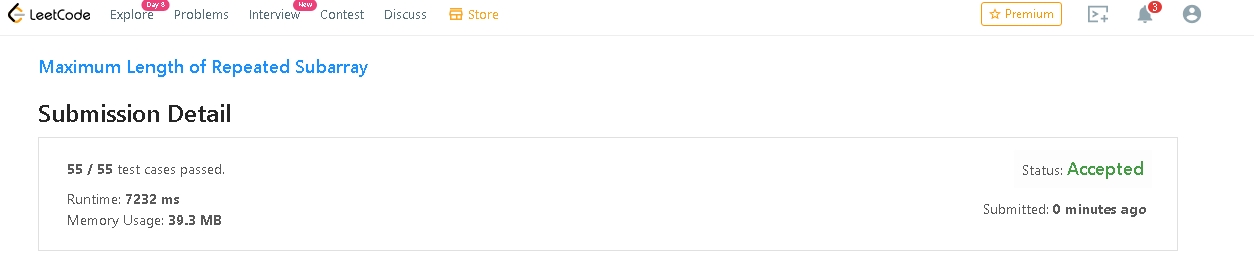 Day 8 New
LeetCode Explore Problems Interview Contest Discuss Store Premium 3
Maximum Length of Repeated Subarray
Submission Detail
55 / 55 test cases passed. Status: Accepted
Runtime: 7232 ms
Memory Usage: 39.3 MB Submitted: 0 minutes ago